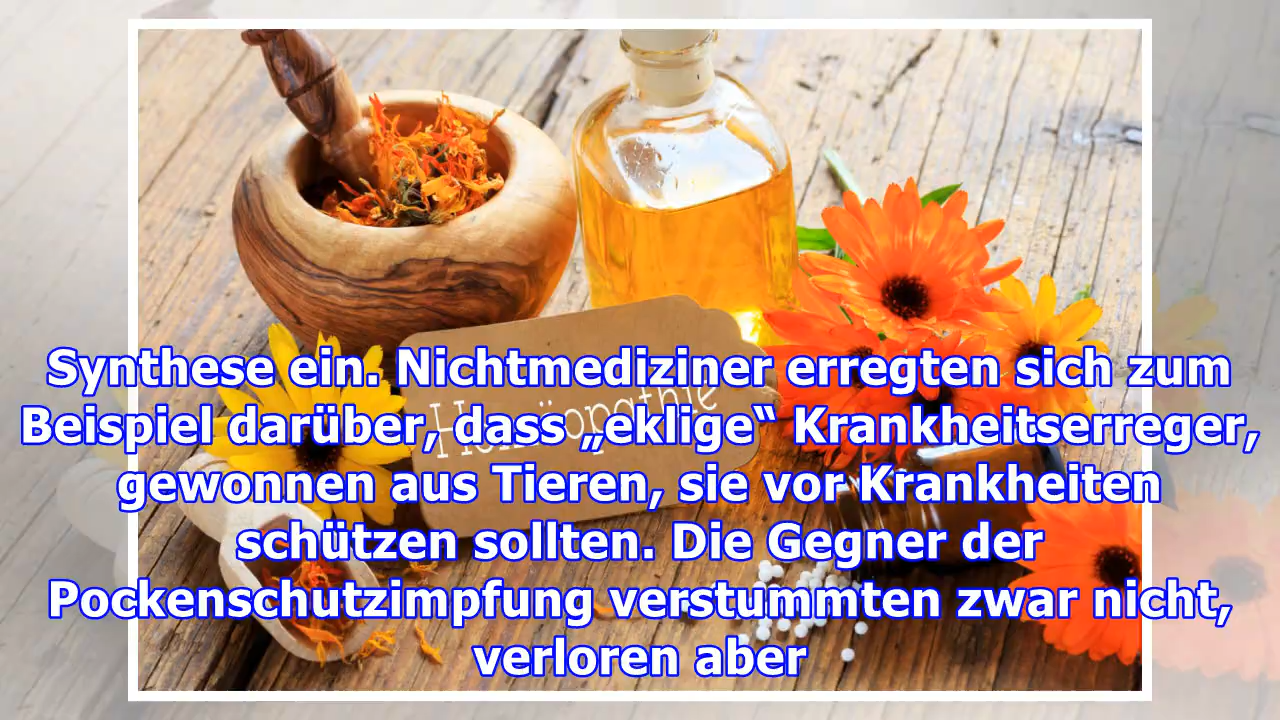 Synthese ein. Nichtmediziner erregten sich zum
Beispiel darüber, dass „eklige“ Krankheitserreger,
Homöopathie
gewonnen aus Tieren, sie vor Krankheiten
schützen sollten. Die Gegner der
Pockenschutzimpfung verstummten zwar nicht,
verloren aber